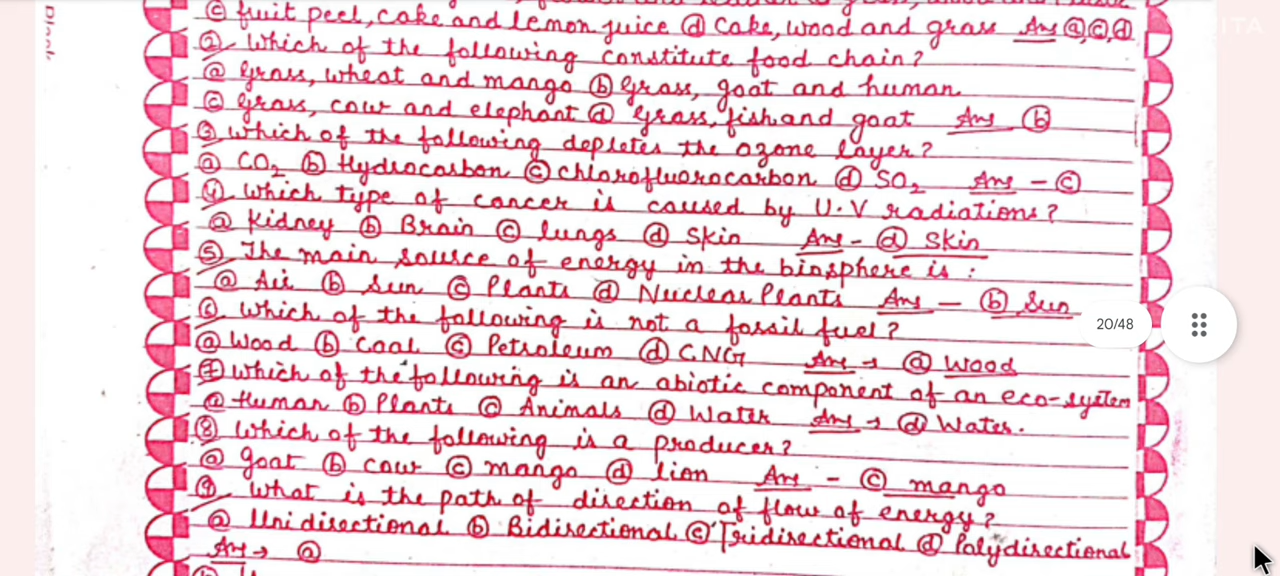 ⓒ fruit peel, cake and lemon juice ⓓ Cake, wood and grass Ans ⓐ,ⓒ,ⓓ
② Which of the following constitute food chain?
ⓐ Grass, wheat and mango ⓑ Grass, goat and human
ⓒ Grass, cow and elephant ⓓ Grass, fish and goat Ans ⓑ
③ Which of the following depletes the ozone layer?
ⓐ CO₂ ⓑ Hydrocarbon ⓒ chlorofluorocarbon ⓓ SO₂ Ans - ⓒ
④ Which type of cancer is caused by U.V radiations?
ⓐ Kidney ⓑ Brain ⓒ lungs ⓓ Skin Ans - ⓓ Skin
⑤ The main source of energy in the biosphere is :
ⓐ Air ⓑ Sun ⓒ Plants ⓓ Nuclear Plants Ans - ⓑ Sun
20/48
⑥ Which of the following is not a fossil fuel?
ⓐ Wood ⓑ Coal ⓒ Petroleum ⓓ CNG Ans → ⓐ Wood
⑦ Which of the following is an abiotic component of an eco-system
ⓐ Human ⓑ Plants ⓒ Animals ⓓ Water Ans → ⓓ Water.
⑧ Which of the following is a producer?
ⓐ goat ⓑ cow ⓒ mango ⓓ lion Ans - ⓒ mango
⑨ What is the path of direction of flow of energy?
ⓐ Unidirectional ⓑ Bidirectional ⓒ Tridirectional ⓓ Polydirectional
Ans → ⓐ